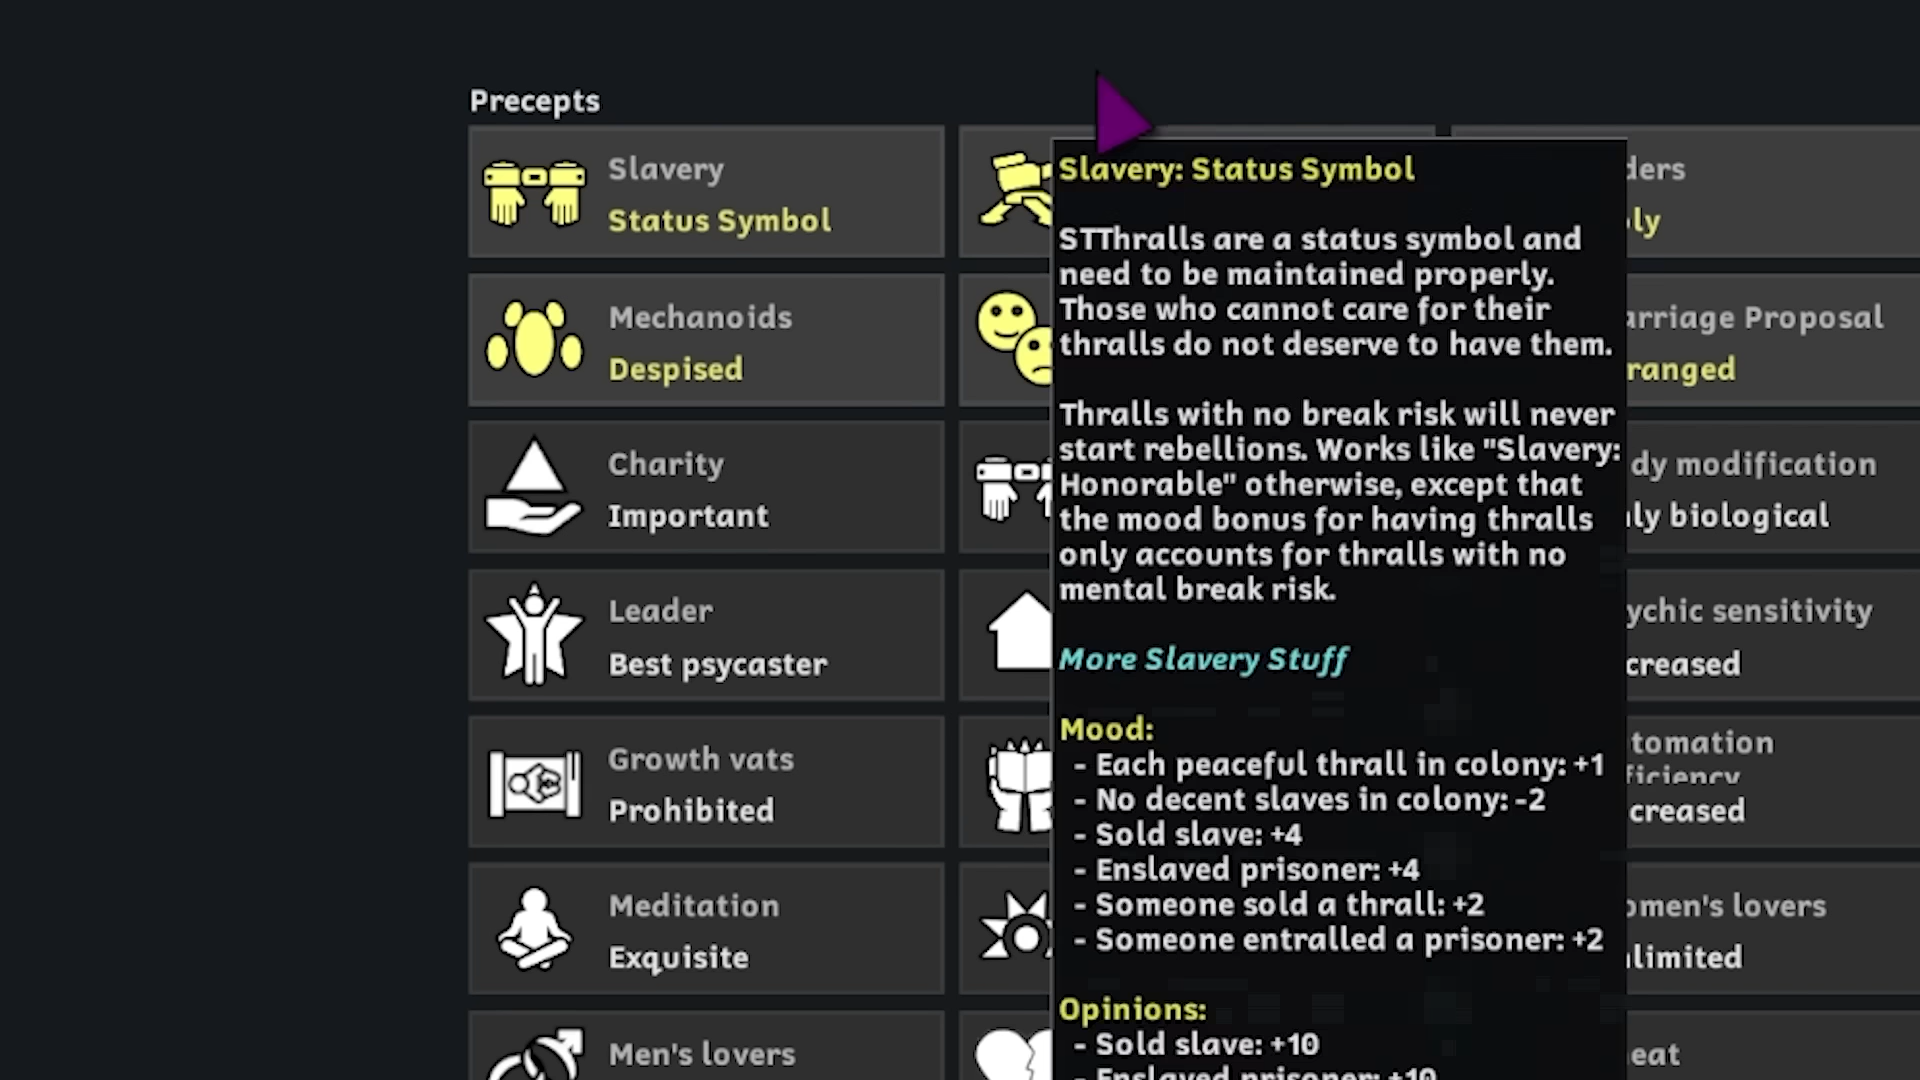 Precepts
Slavery
Status Symbol
Mechanoids
Despised
Charity
Important
Leader
Best psycaster
Growth vats
Prohibited
Meditation
Exquisite
Men's lovers
Slavery: Status Symbol
STThralls are a status symbol and
need to be maintained properly.
Those who cannot care for their
thralls do not deserve to have them.
Thralls with no break risk will never
start rebellions. Works like "Slavery:
Honorable" otherwise, except that
the mood bonus for having thralls
only accounts for thralls with no
mental break risk.
More Slavery Stuff
Mood:
- Each peaceful thrall in colony: +1
- No decent slaves in colony: -2
- Sold slave: +4
- Enslaved prisoner: +4
- Someone sold a thrall: +2
- Someone entralled a prisoner: +2
Opinions:
- Sold slave: +10
- Enslaved prisoner: +10
ders
ly
arriage Proposal
ranged
dy modification
ly biological
ychic sensitivity
creased
tomation
ficiency
creased
omen's lovers
limited
eat